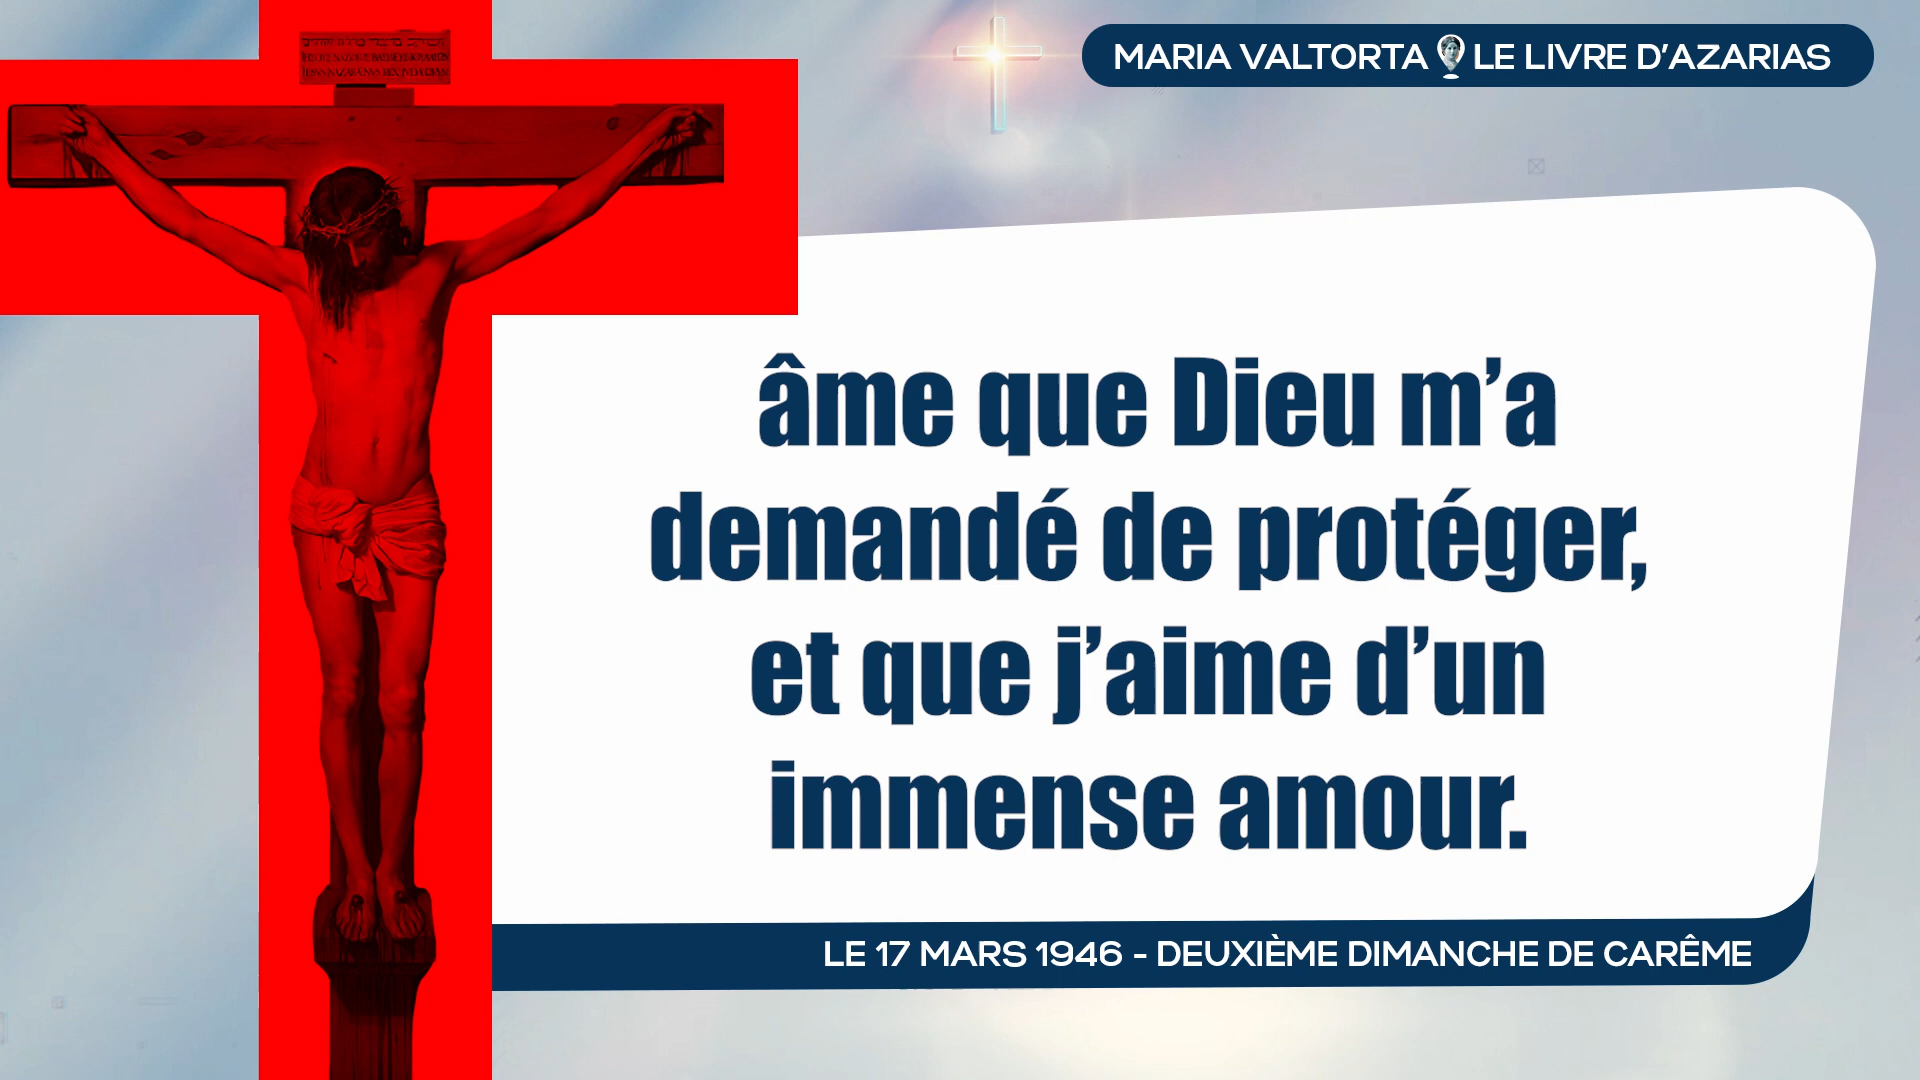 MARIA VALTORTA LE LIVRE D’AZARIAS
âme que Dieu m’a
demandé de protéger,
et que j’aime d’un
immense amour.
LE 17 MARS 1946 - DEUXIÈME DIMANCHE DE CARÊME